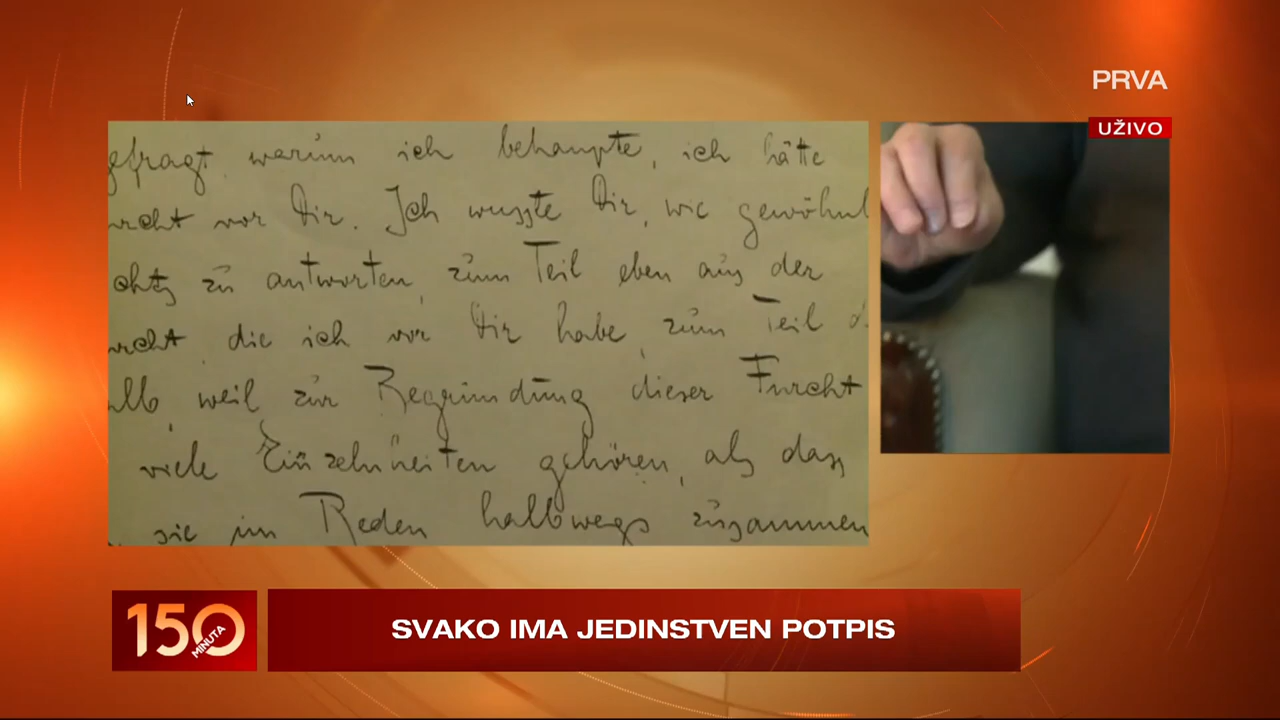 PRVA
UŽIVO
gefragt, warum ich behaupte, ich hätte
vor Dir. Ich wusste Dir, wie gewöhnl
zu antworten, zum Teil eben aus der
die ich vor Dir habe, zum Teil d
weil zur Begründung dieser Furcht
viele Einzelheiten gehören, als dass
sie im Reden halbwegs zusammen
150
MINUTA
SVAKO IMA JEDINSTVEN POTPIS